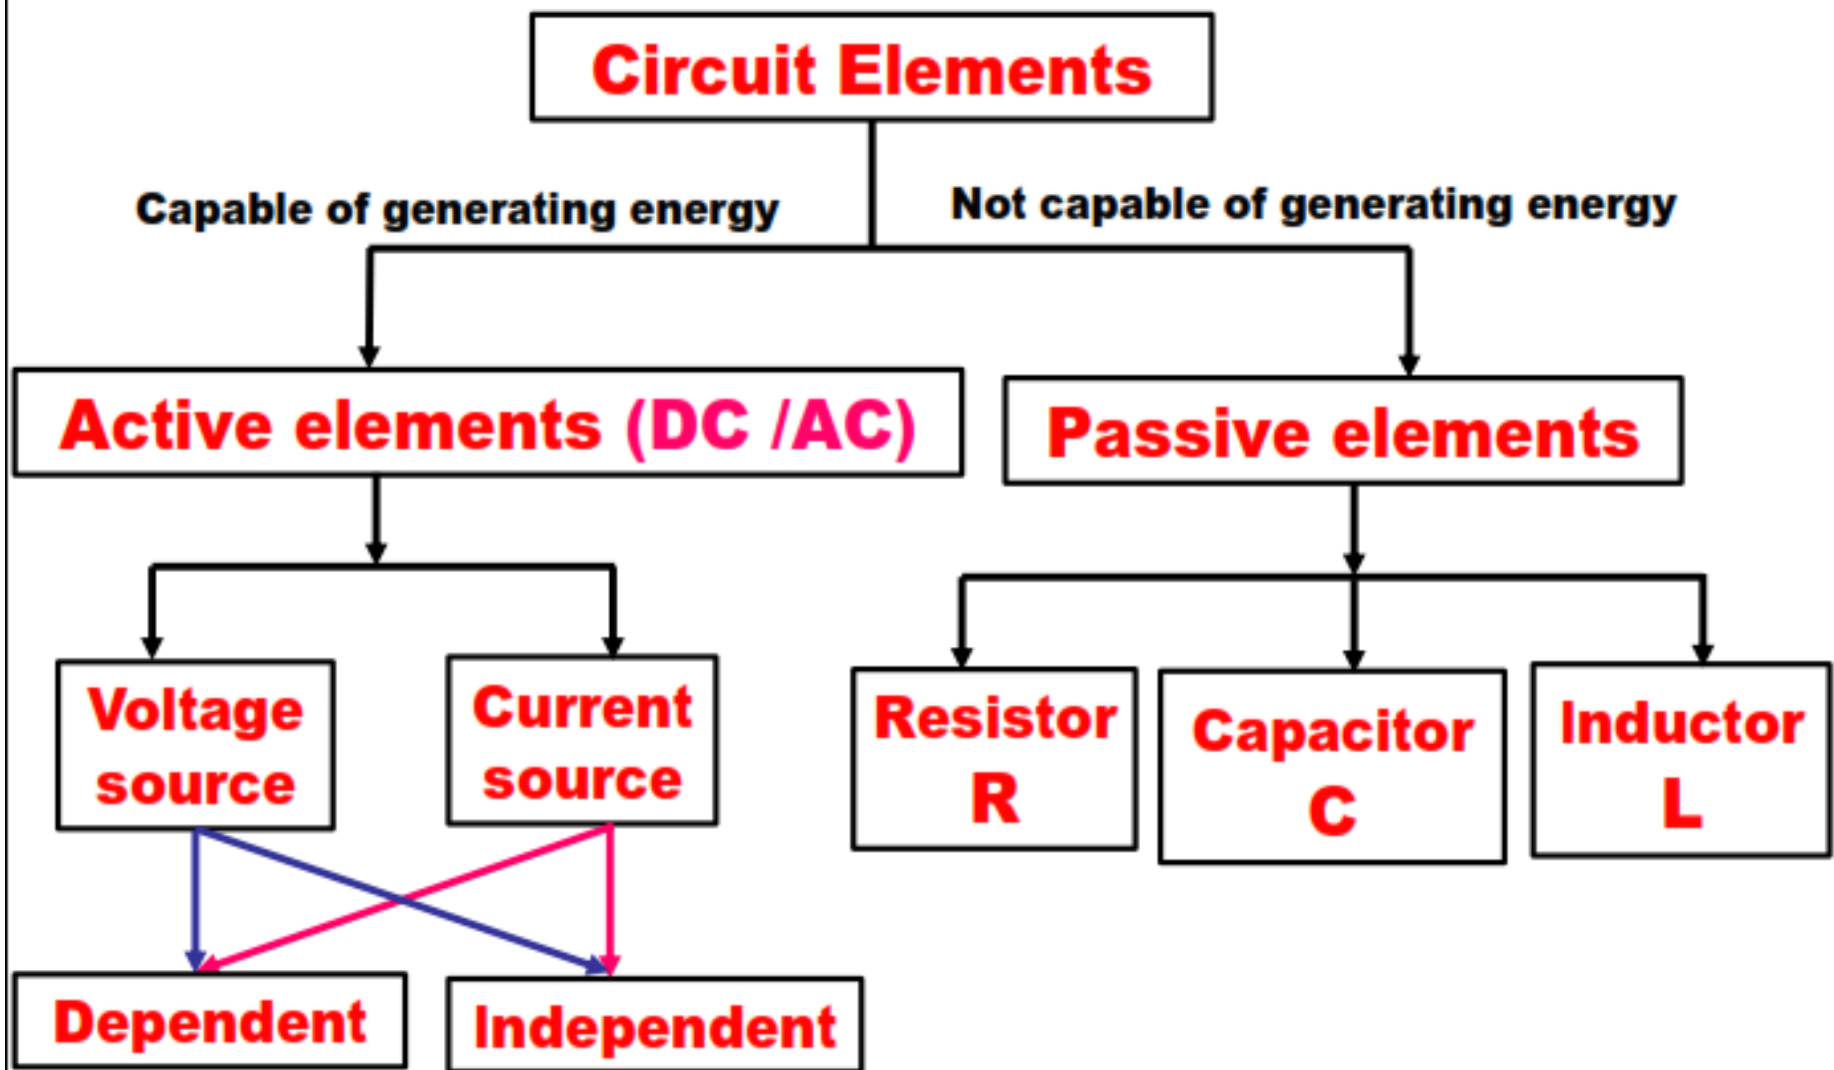 Circuit Elements
Capable of generating energy
Not capable of generating energy
Active elements (DC /AC)
Passive elements
Voltage
source
Current
source
Resistor
R
Capacitor
C
Inductor
L
Dependent
Independent